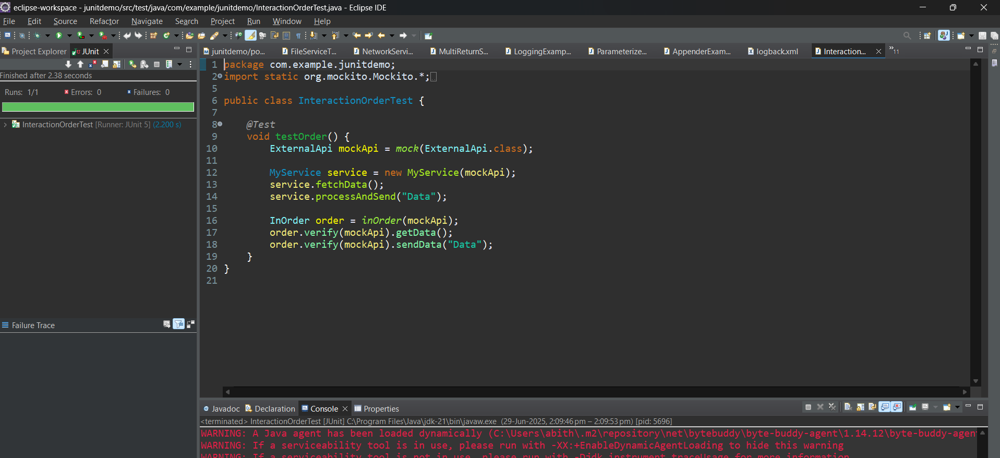 eclipse-workspace - junitdemo/src/test/java/com/example/junitdemo/InteractionOrderTest.java - Eclipse IDE
File Edit Source Refactor Navigate Search Project Run Window Help
Project Explorer JUnit
junitdemo/po... FileServiceT... NetworkServi... MultiReturnS... LoggingExamp... Parameterize... AppenderExam... logback.xml Interaction... »11
Finished after 2.38 seconds
Runs: 1/1 Errors: 0 Failures: 0
InteractionOrderTest [Runner: JUnit 5] (2.200 s)
Failure Trace
1 package com.example.junitdemo;
2 import static org.mockito.Mockito.*;
5
6 public class InteractionOrderTest {
7
8 @Test
9 void testOrder() {
10 ExternalApi mockApi = mock(ExternalApi.class);
11
12 MyService service = new MyService(mockApi);
13 service.fetchData();
14 service.processAndSend("Data");
15
16 InOrder order = inOrder(mockApi);
17 order.verify(mockApi).getData();
18 order.verify(mockApi).sendData("Data");
19 }
20 }
21
Javadoc Declaration Console Properties
<terminated> InteractionOrderTest [JUnit] C:\Program Files\Java\jdk-21\bin\javaw.exe (29-Jun-2025, 2:09:46 pm – 2:09:53 pm) [pid: 5696]
WARNING: A Java agent has been loaded dynamically (C:\Users\abith\.m2\repository\net\bytebuddy\byte-buddy-agent\1.14.12\byte-buddy-agen
WARNING: If a serviceability tool is in use, please run with -XX:+EnableDynamicAgentLoading to hide this warning
WARNING: If a serviceability tool is not in use, please run with -Djdk.instrument.traceUsage for more information